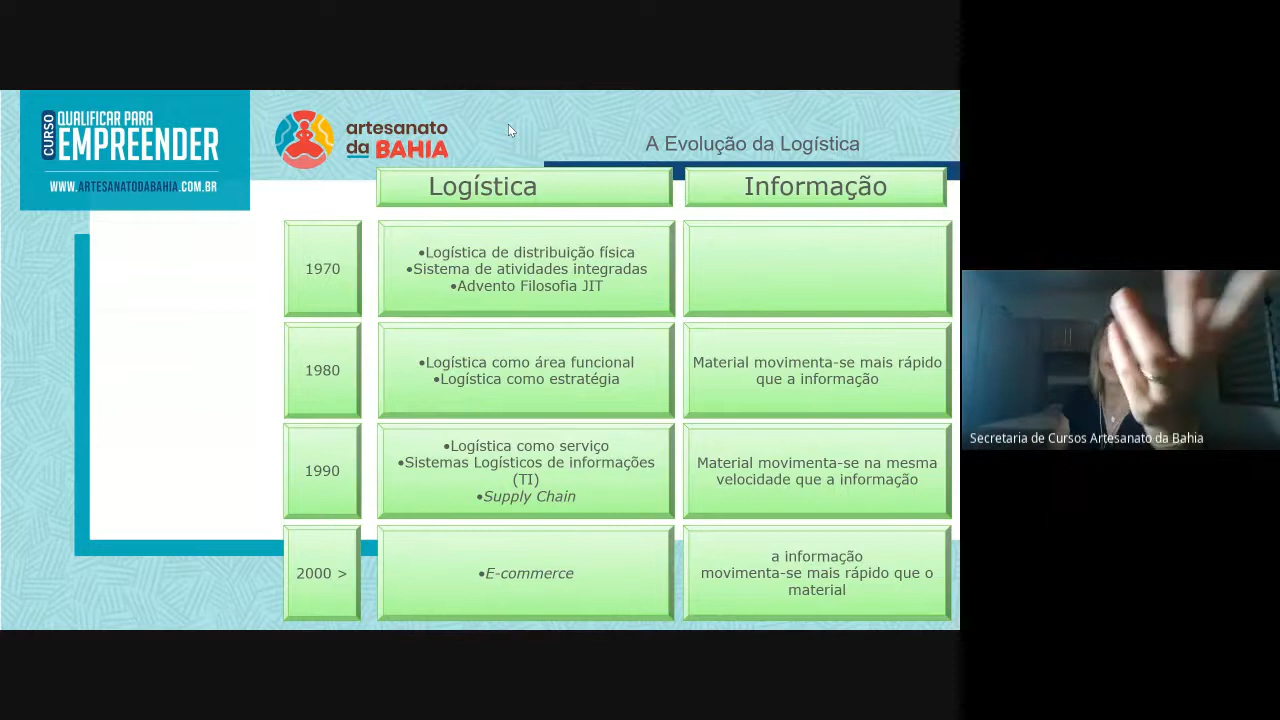 CURSO
QUALIFICAR PARA
EMPREENDER
WWW.ARTESANATODABAHIA.COM.BR
artesanato
da BAHIA
A Evolução da Logística
Logística
Informação
1970
•Logística de distribuição física
•Sistema de atividades integradas
•Advento Filosofia JIT
1980
•Logística como área funcional
•Logística como estratégia
Material movimenta-se mais rápido
que a informação
1990
•Logística como serviço
•Sistemas Logísticos de informações
(TI)
•Supply Chain
Material movimenta-se na mesma
velocidade que a informação
2000 >
•E-commerce
a informação
movimenta-se mais rápido que o
material
Secretaria de Cursos Artesanato da Bahia